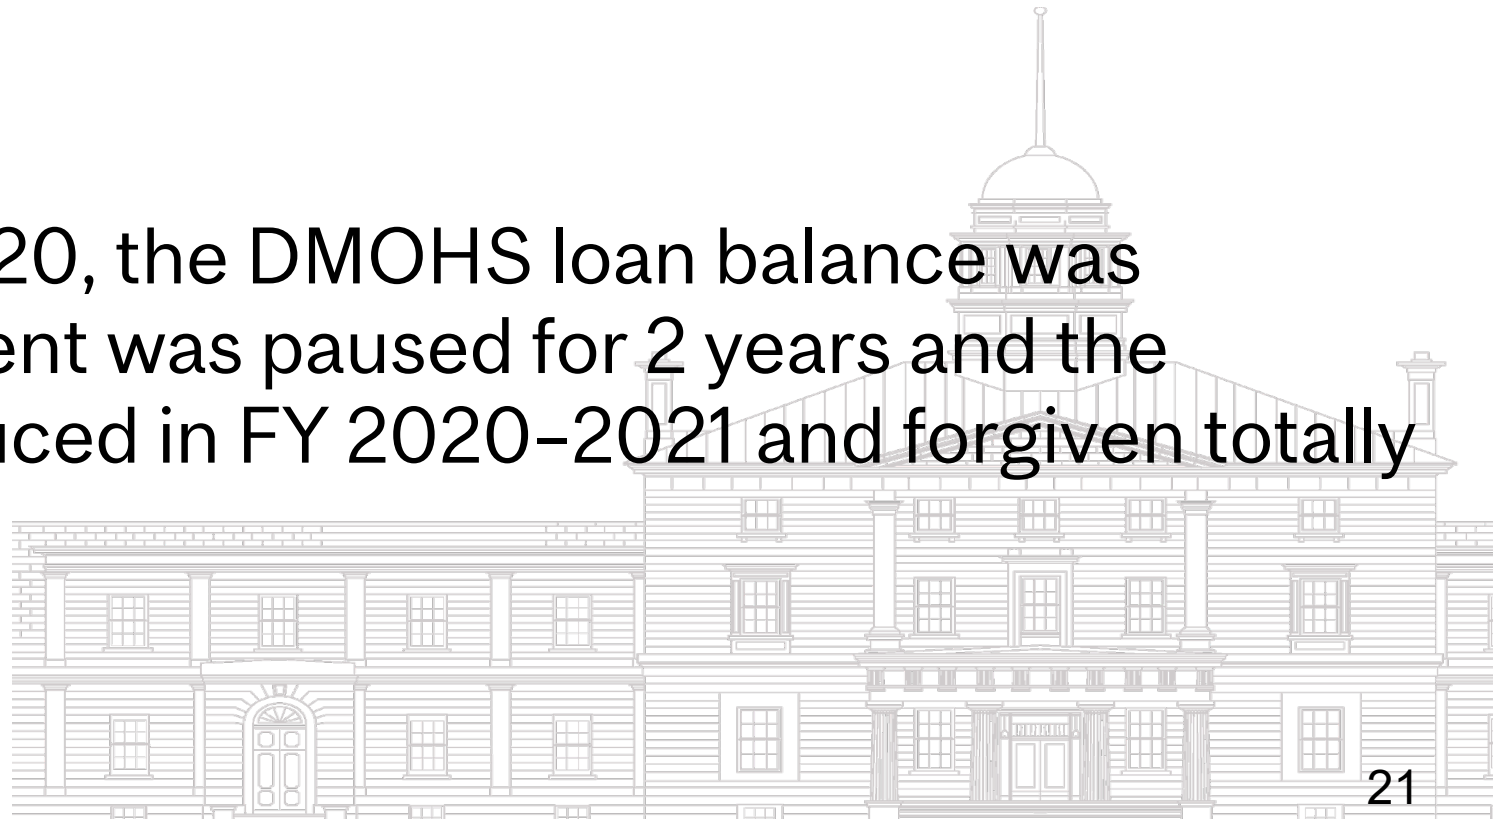 20, the DMOHS loan balance was
ent was paused for 2 years and the
uced in FY 2020–2021 and forgiven totally
21